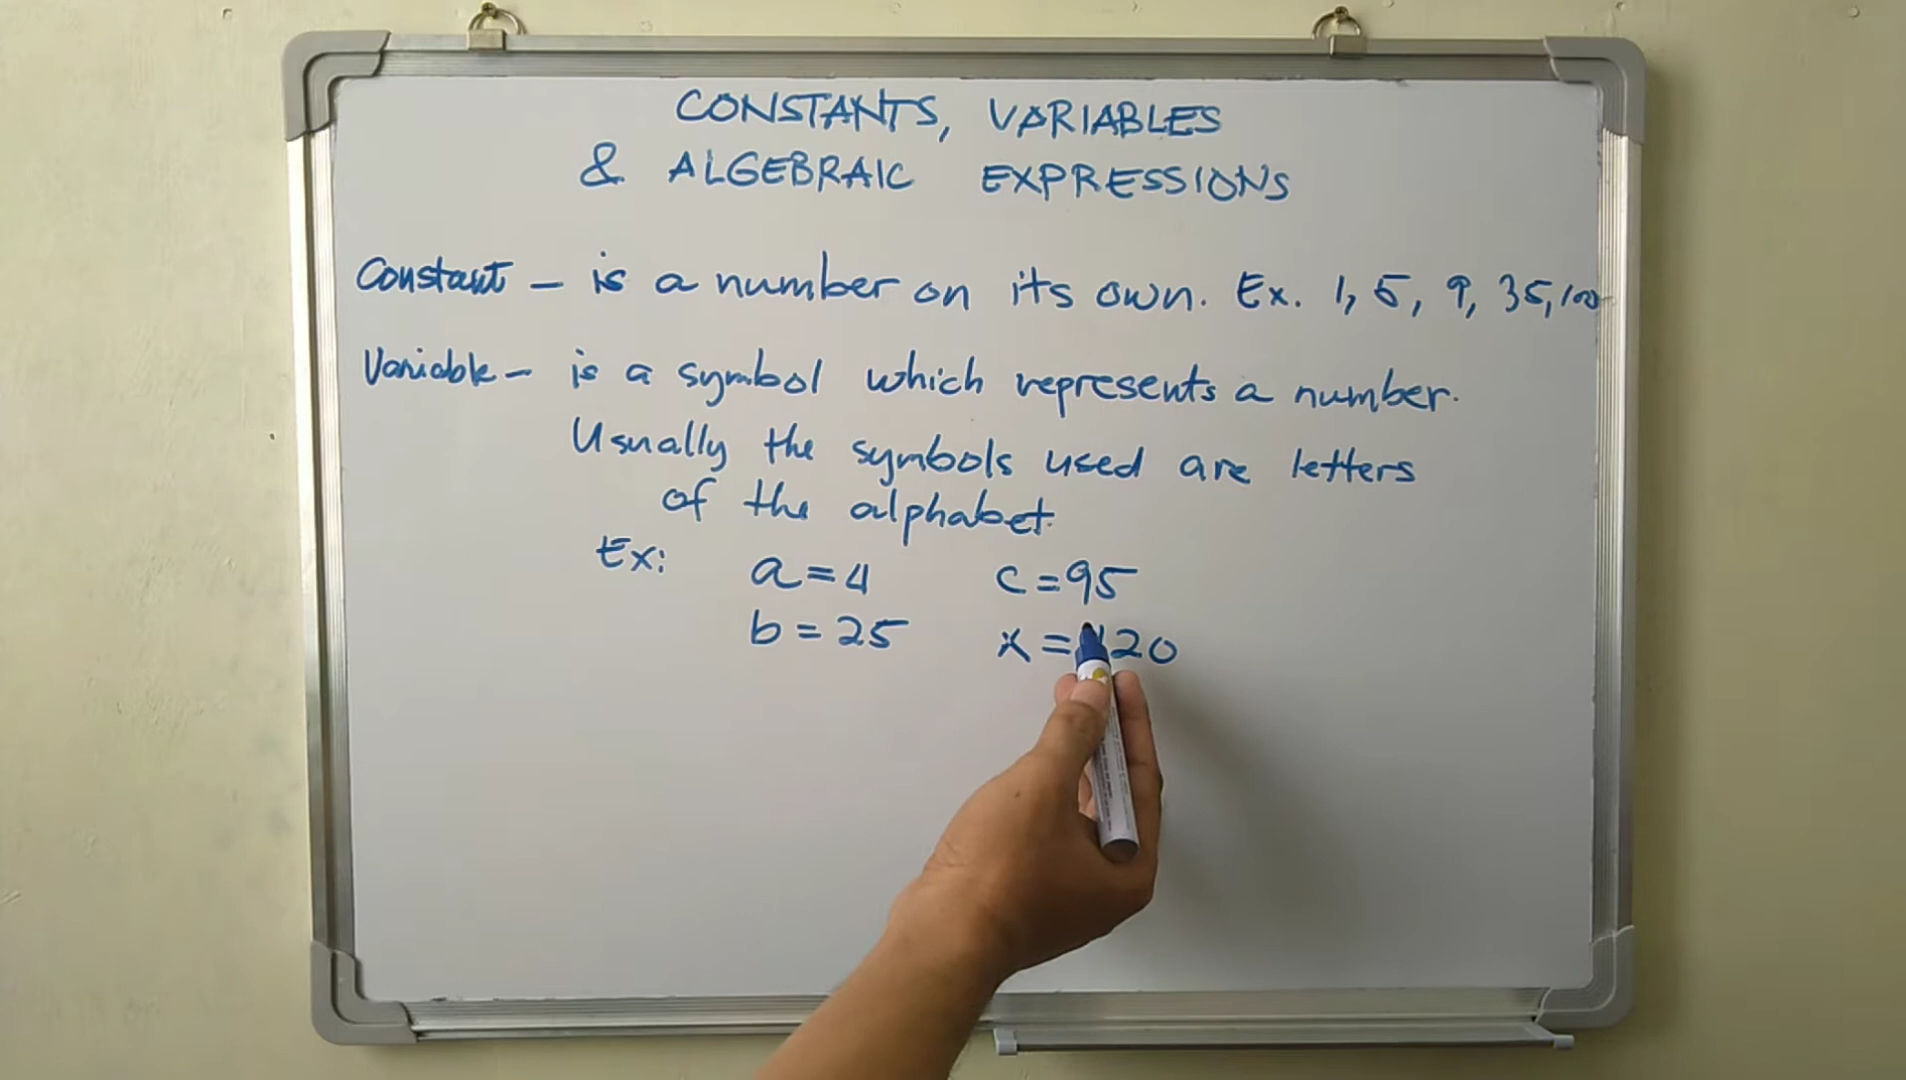 CONSTANTS, VARIABLES
& ALGEBRAIC EXPRESSIONS
Constant - is a number on its own. Ex. 1, 5, 9, 35, 100
Variable - is a symbol which represents a number.
Usually the symbols used are letters
of the alphabet.
Ex: a = 4 c = 95
b = 25 x =